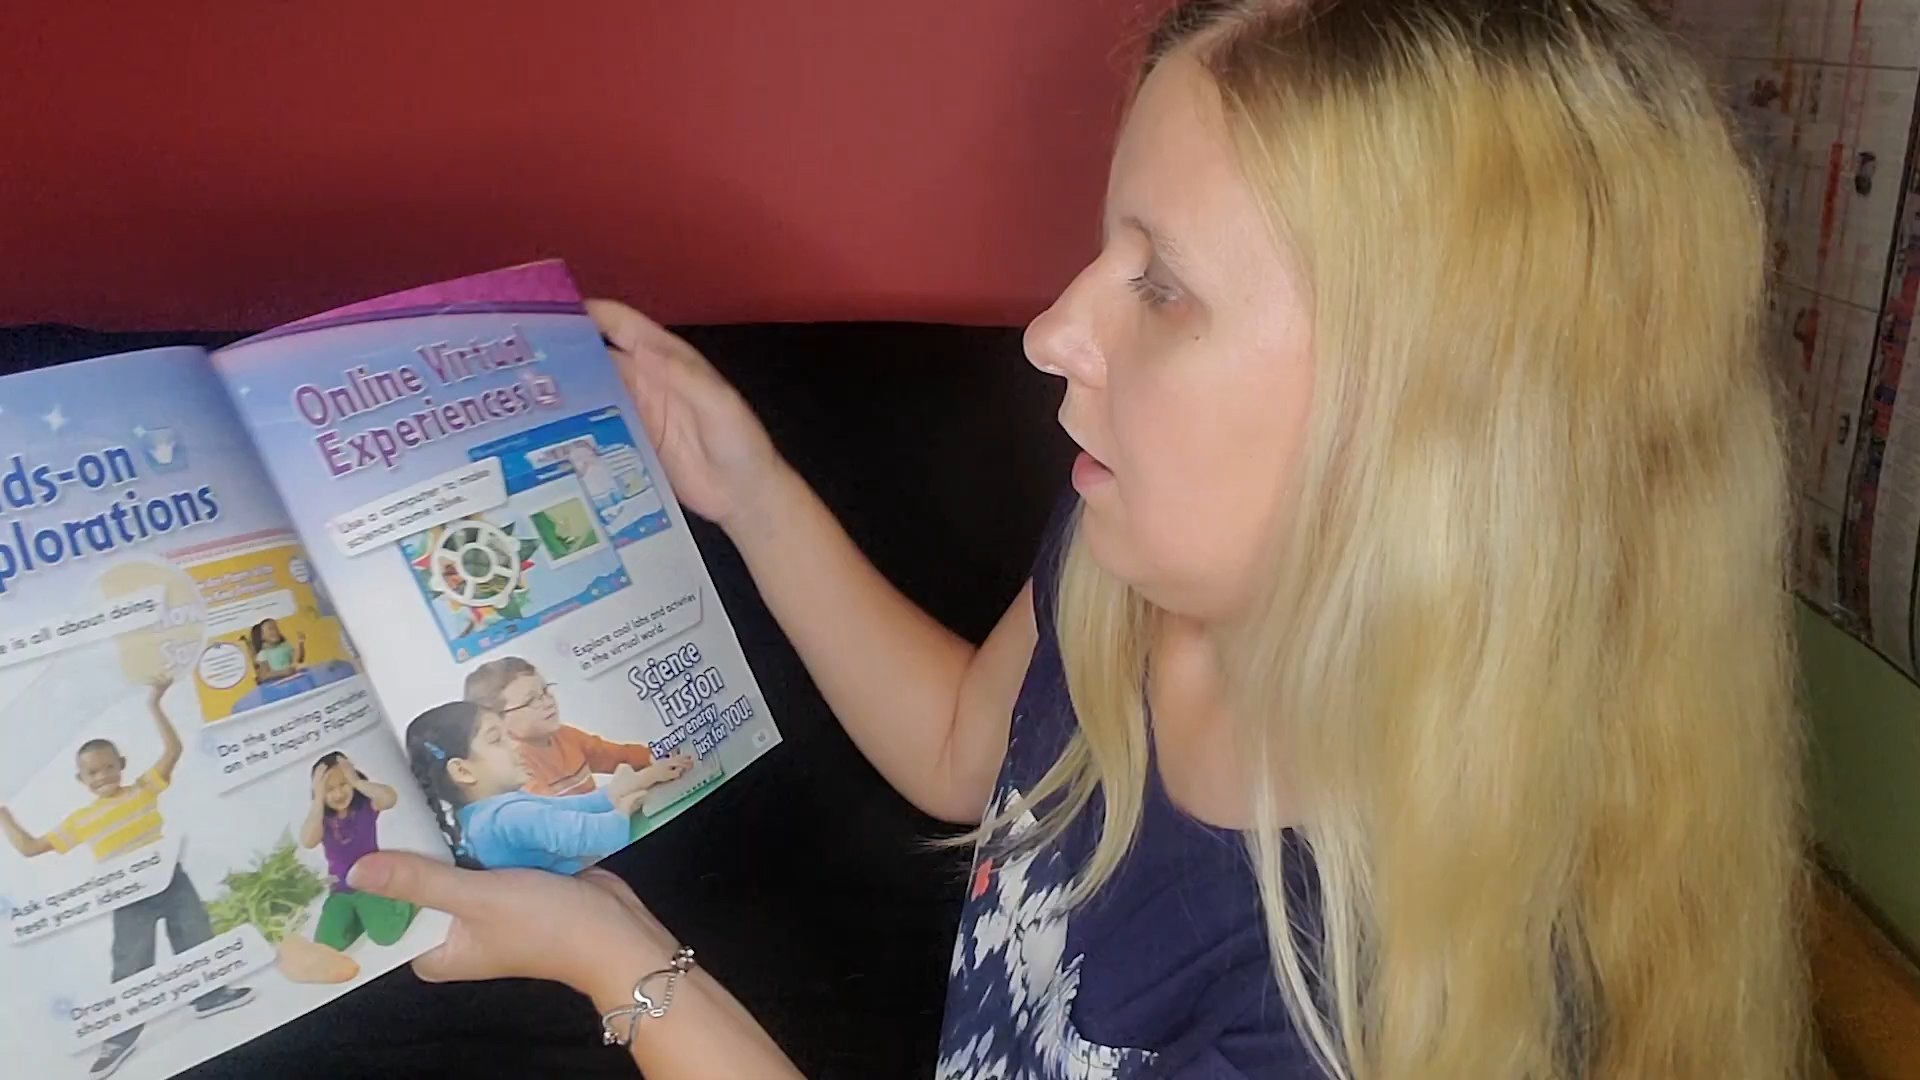 ds-on
plorations
e is all about doing.
Do the exciting activities
on the Inquiry Flipchart.
Ask questions and
test your ideas.
Draw conclusions and
share what you learn.
Online Virtual
Experiences
Use a computer to make
science come alive.
Explore cool labs and activities
in the virtual world.
Science
Fusion
is new energy
just for YOU!